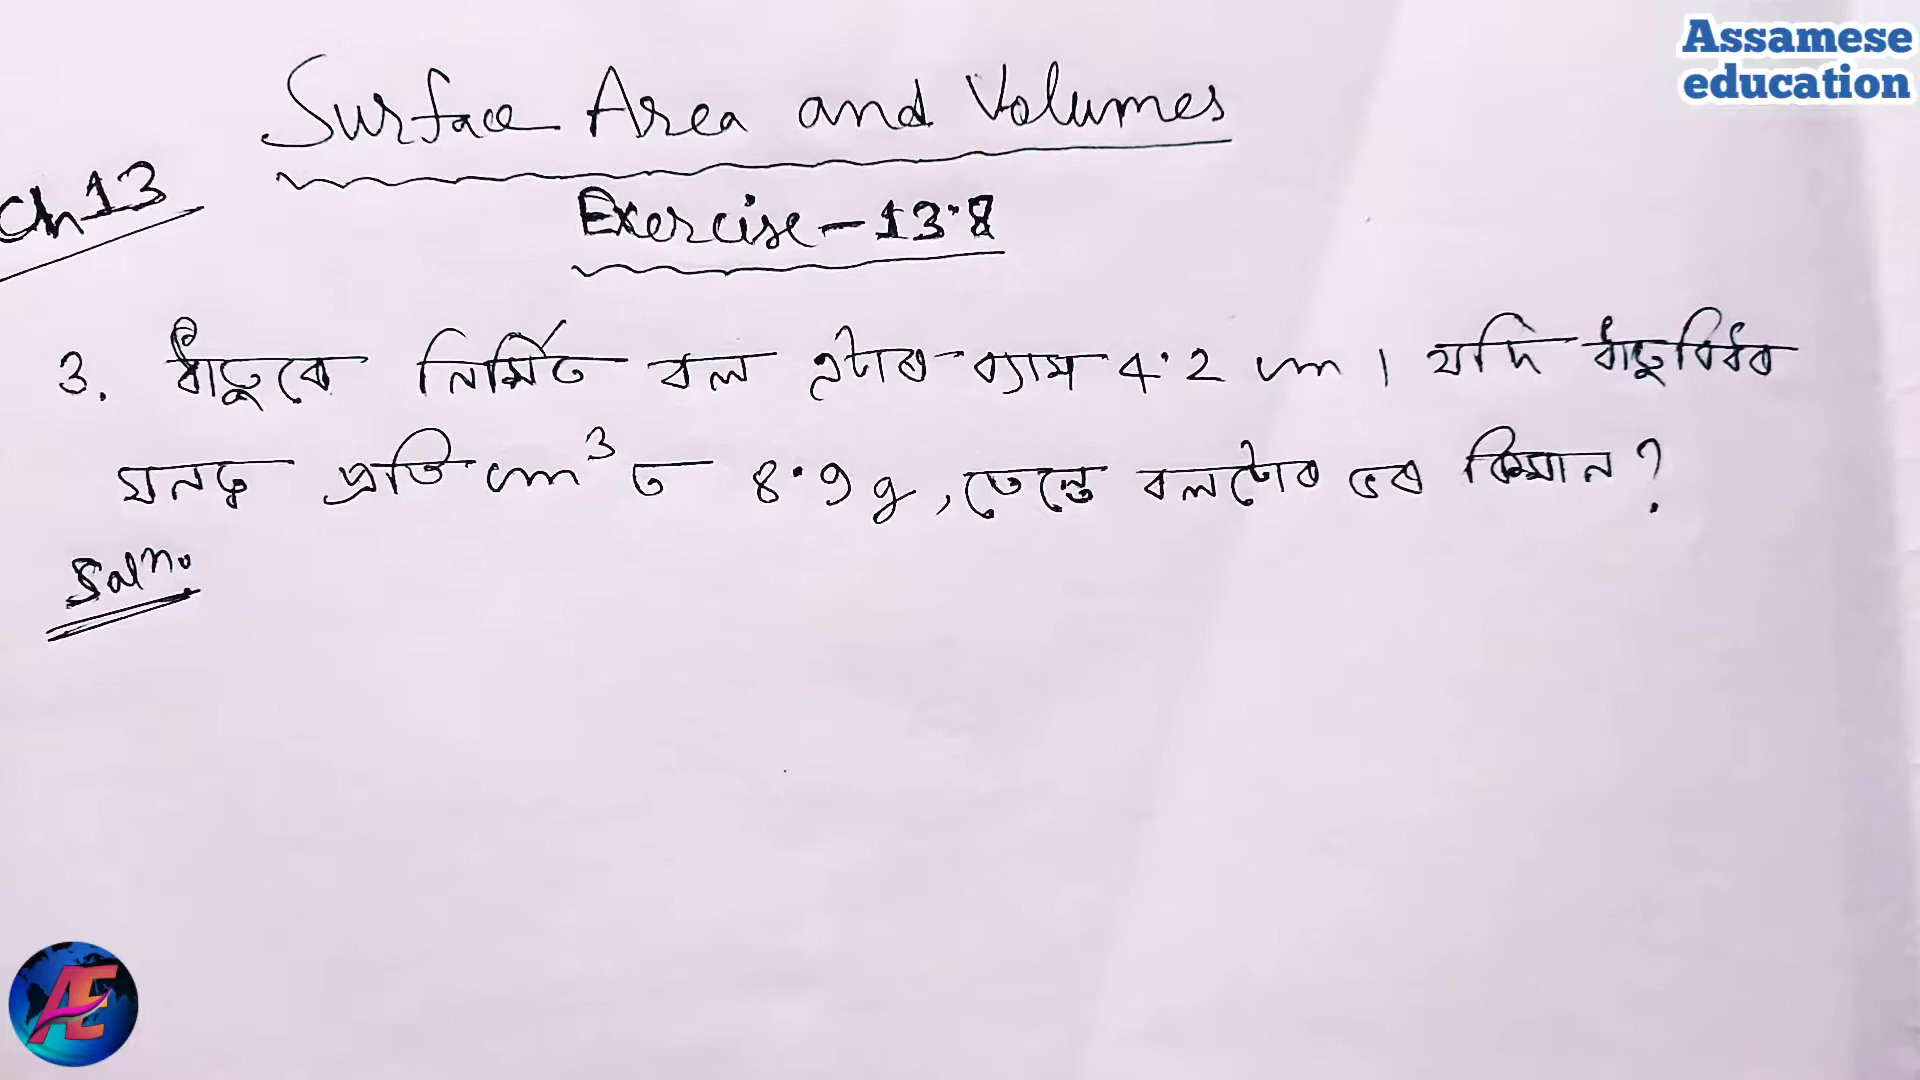 Assamese
education
Surface Area and Volumes
Ch 13
Exercise-13.8
3. ধাতুৰে নিৰ্মিত বল এটাৰ ব্যাস 4.2 cm। যদি ধাতুবিধৰ
ঘনত্ব প্ৰতি cm³ ত 8.9 g, তেন্তে বলটোৰ ভৰ কিমান?
Solⁿ.
AE